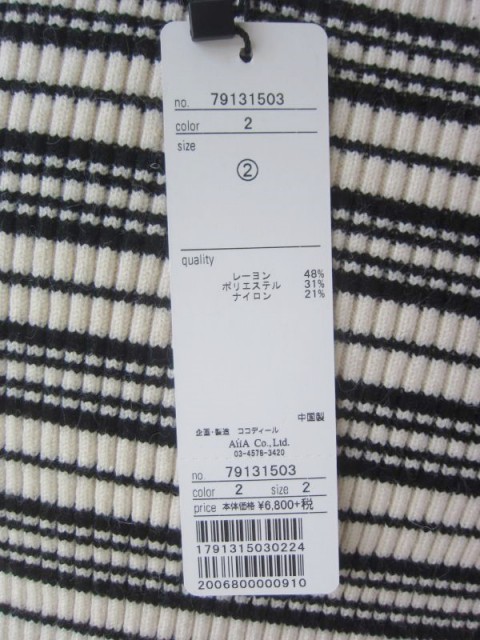 no. 79131503
color 2
size
②
quality
レーヨン 48%
ポリエステル 31%
ナイロン 21%
中国製
企画・製造 ココディール
AiiA Co.,Ltd.
03-4578-3420
no. 79131503
color 2 size 2
price 本体価格 ¥6,800+税
1791315030224
2006800000910